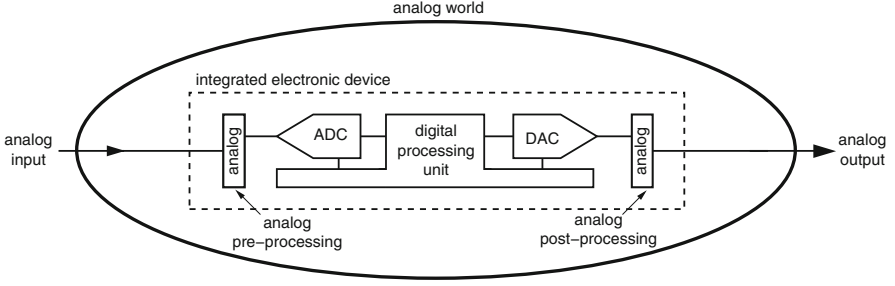 analog world
integrated electronic device
analog
input
analog
ADC
digital
processing
unit
DAC
analog
analog
output
analog
pre–processing
analog
post–processing